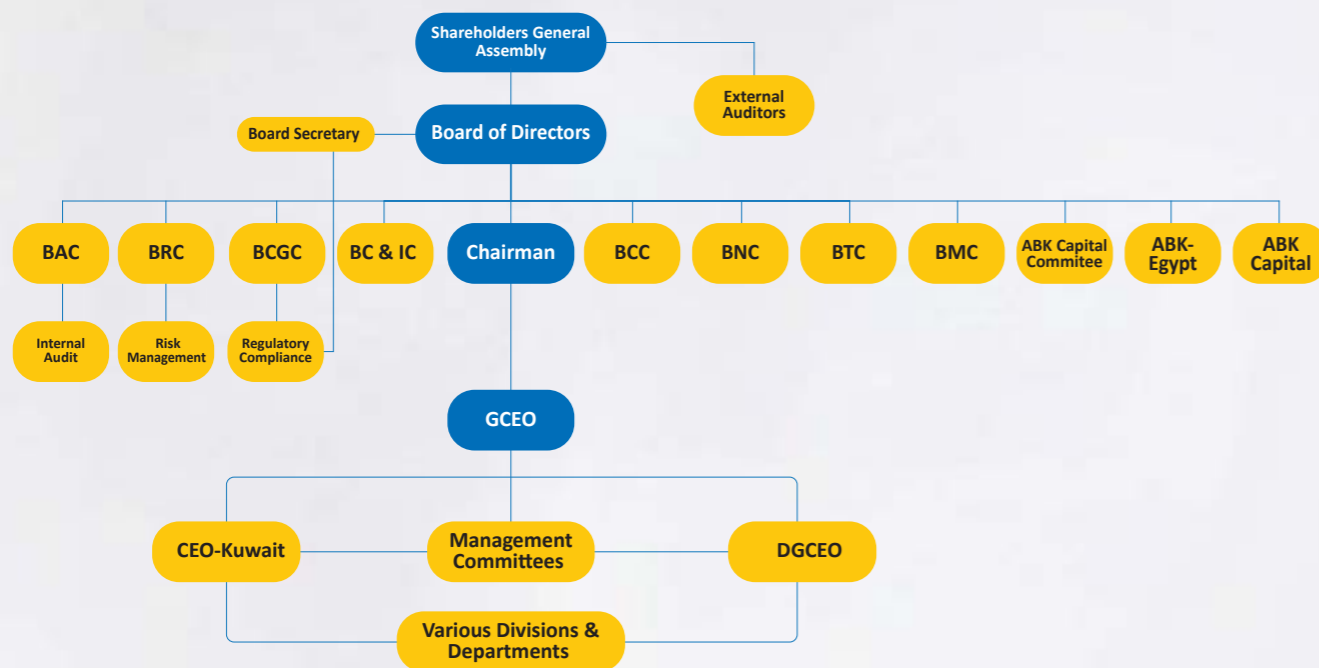 Shareholders General
Assembly
External
Auditors
Board Secretary
Board of Directors
BAC
BRC
BCGC
BC & IC
Chairman
BCC
BNC
BTC
BMC
ABK Capital
Commitee
ABK-
Egypt
ABK
Capital
Internal
Audit
Risk
Management
Regulatory
Compliance
GCEO
CEO-Kuwait
Management
Committees
DGCEO
Various Divisions &
Departments